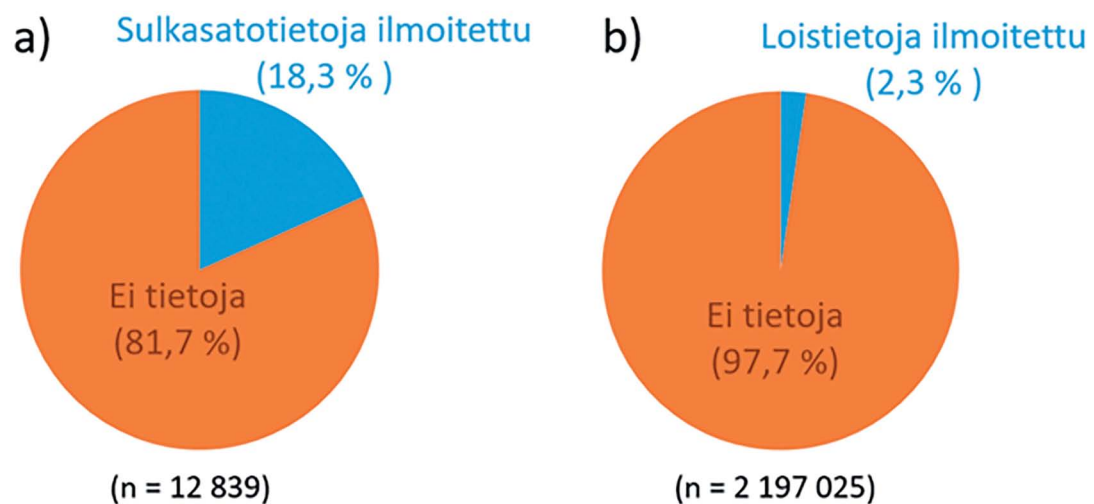 a)
Sulkasatotietoja ilmoitettu
(18,3 % )
Ei tietoja
(81,7 %)
(n = 12 839)
b)
Loistietoja ilmoitettu
(2,3 % )
Ei tietoja
(97,7 %)
(n = 2 197 025)